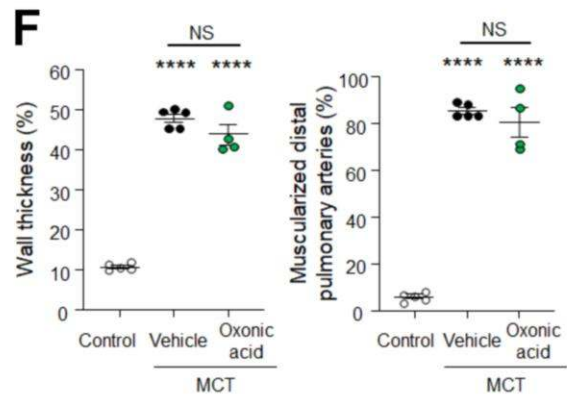 F
NS
**** ****
Wall thickness (%)
60
50
40
30
20
10
0
Control Vehicle Oxonic
acid
MCT
NS
**** ****
Muscularized distal
pulmonary arteries (%)
100
80
60
40
20
0
Control Vehicle Oxonic
acid
MCT